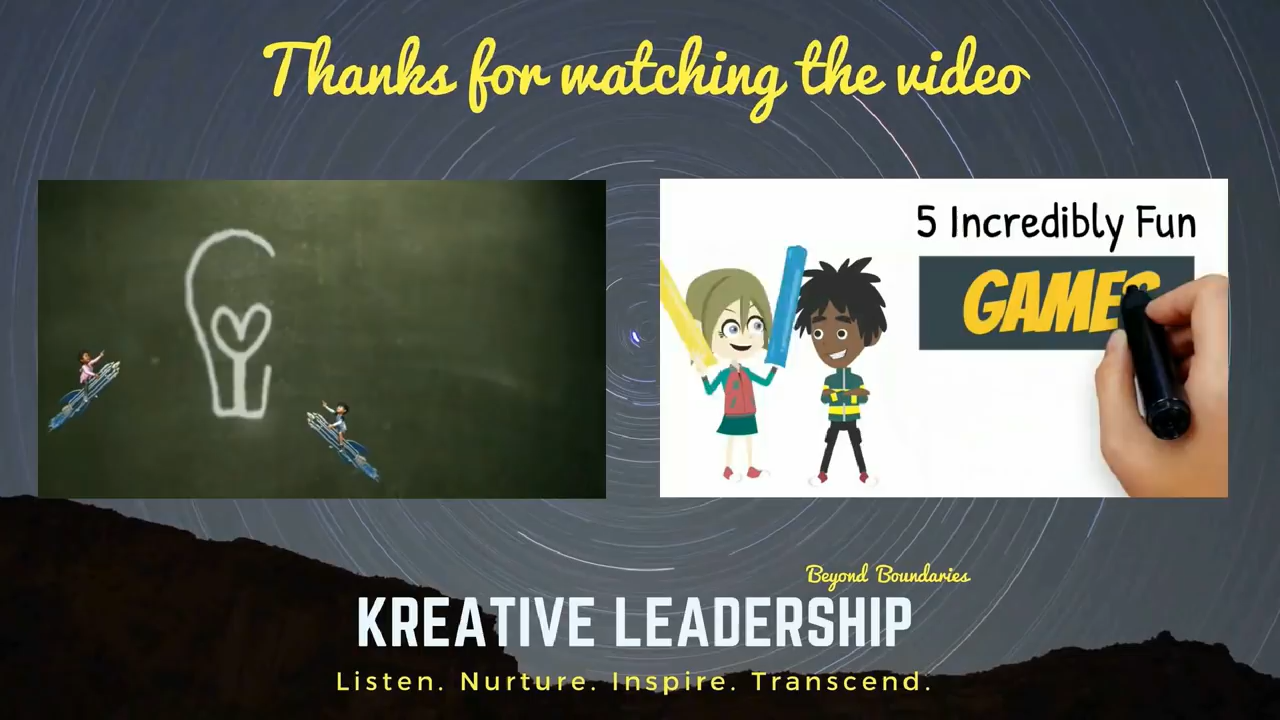 Thanks for watching the video
5 Incredibly Fun
GAMES
Beyond Boundaries
KREATIVE LEADERSHIP
Listen. Nurture. Inspire. Transcend.